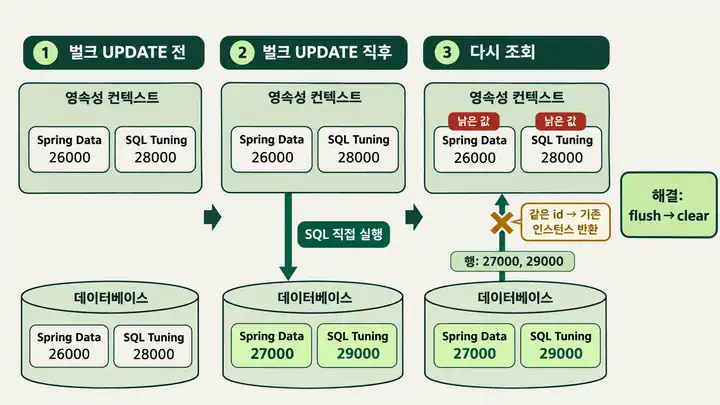 1 벌크 UPDATE 전
영속성 컨텍스트
Spring Data
26000
SQL Tuning
28000
데이터베이스
Spring Data
26000
SQL Tuning
28000
2 벌크 UPDATE 직후
영속성 컨텍스트
Spring Data
26000
SQL Tuning
28000
SQL 직접 실행
데이터베이스
Spring Data
27000
SQL Tuning
29000
3 다시 조회
영속성 컨텍스트
낡은 값
Spring Data
26000
낡은 값
SQL Tuning
28000
같은 id → 기존
인스턴스 반환
행: 27000, 29000
데이터베이스
Spring Data
27000
SQL Tuning
29000
해결:
flush → clear